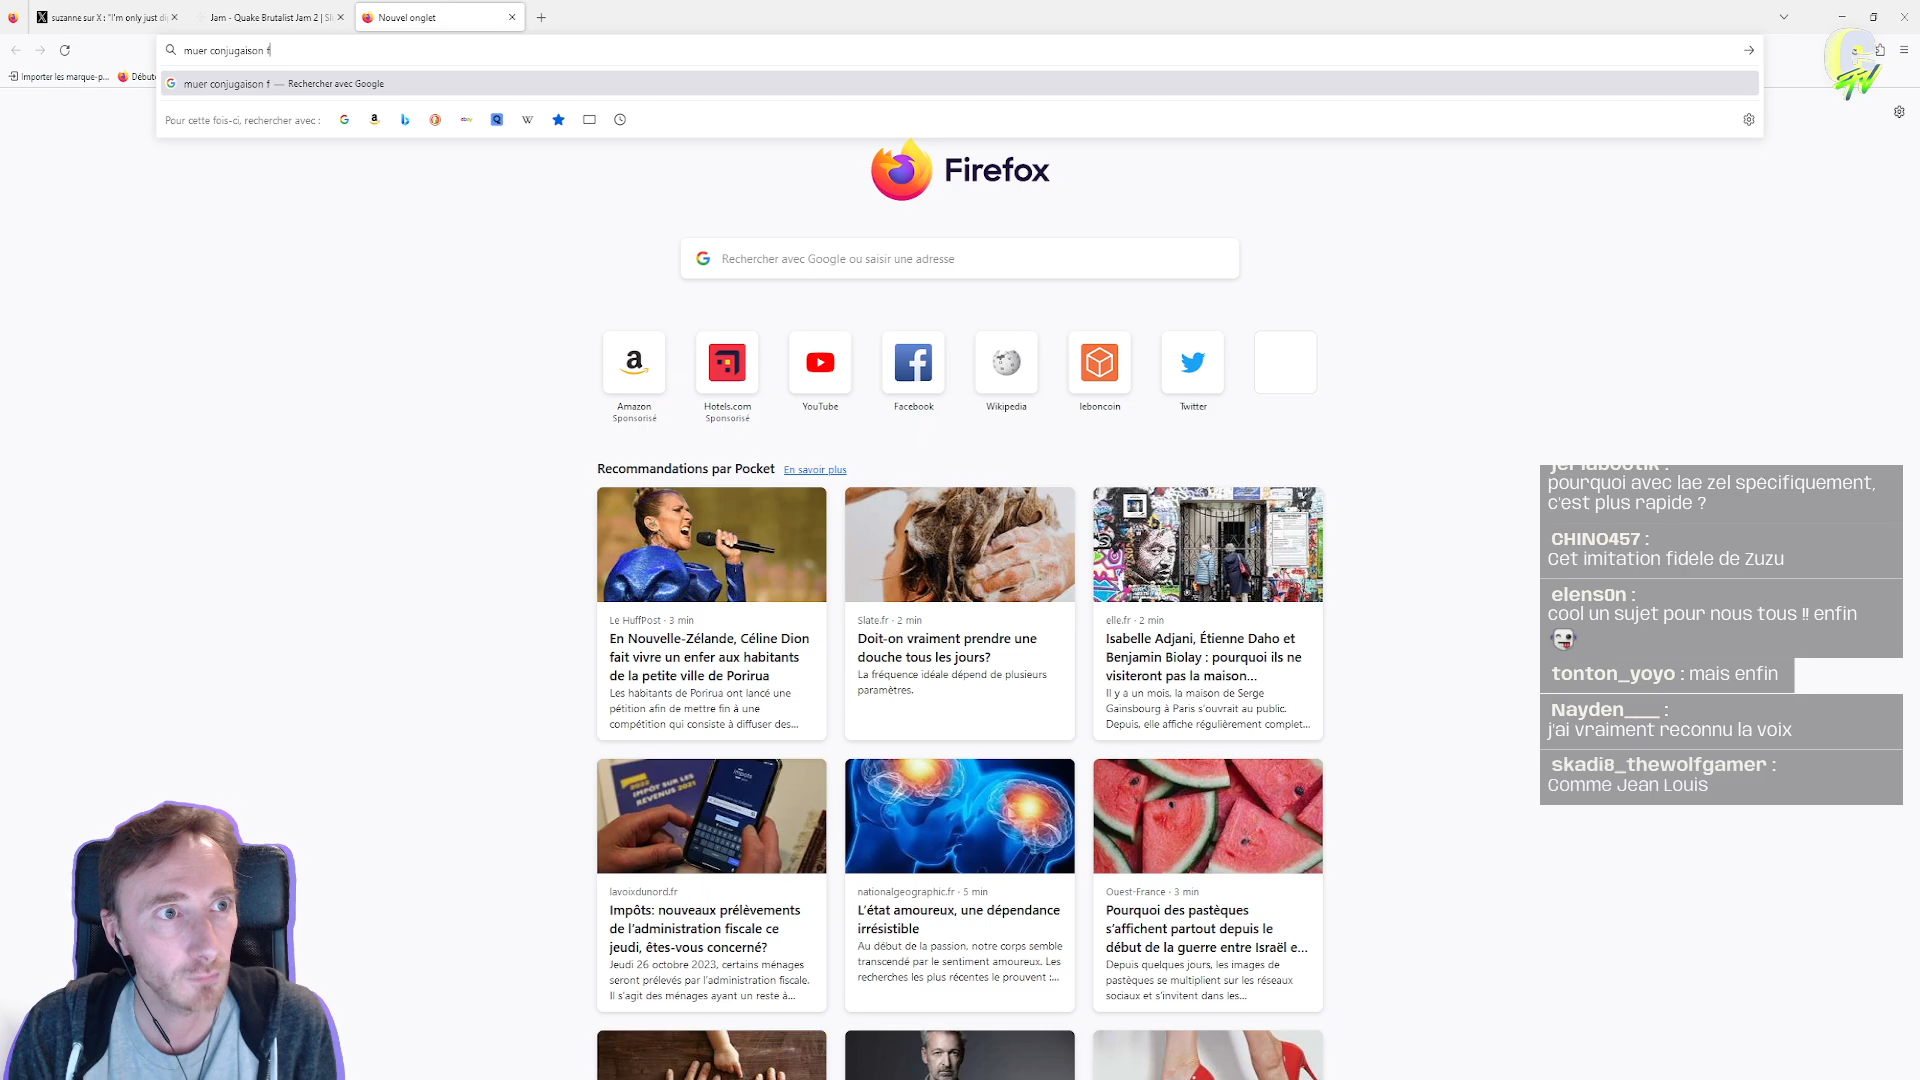 suzanne sur X : "I'm only just di
Jam - Quake Brutalist Jam 2 | Sli
Nouvel onglet
muer conjugaison f
Importer les marque-p...
Début
muer conjugaison f — Rechercher avec Google
Pour cette fois-ci, rechercher avec :
Firefox
Rechercher avec Google ou saisir une adresse
Amazon
Sponsorisé
Hotels.com
Sponsorisé
YouTube
Facebook
Wikipedia
leboncoin
Twitter
Recommandations par Pocket
En savoir plus
Le HuffPost · 3 min
En Nouvelle-Zélande, Céline Dion
fait vivre un enfer aux habitants
de la petite ville de Porirua
Les habitants de Porirua ont lancé une
pétition afin de mettre fin à une
compétition qui consiste à diffuser des...
Slate.fr · 2 min
Doit-on vraiment prendre une
douche tous les jours?
La fréquence idéale dépend de plusieurs
paramètres.
elle.fr · 2 min
Isabelle Adjani, Étienne Daho et
Benjamin Biolay : pourquoi ils ne
visiteront pas la maison...
Il y a un mois, la maison de Serge
Gainsbourg à Paris s'ouvrait au public.
Depuis, elle affiche régulièrement complet...
lavoixdunord.fr
Impôts: nouveaux prélèvements
de l'administration fiscale ce
jeudi, êtes-vous concerné?
Jeudi 26 octobre 2023, certains ménages
seront prélevés par l'administration fiscale.
Il s'agit des ménages ayant un reste à...
nationalgeographic.fr · 5 min
L'état amoureux, une dépendance
irrésistible
Au début de la passion, notre corps semble
transcendé par le sentiment amoureux. Les
recherches les plus récentes le prouvent :...
Ouest-France · 3 min
Pourquoi des pastèques
s'affichent partout depuis le
début de la guerre entre Israël e...
Depuis quelques jours, les images de
pastèques se multiplient sur les réseaux
sociaux et s'invitent dans les...
pourquoi avec lae zel spécifiquement,
c'est plus rapide ?
CHINO457 :
Cet imitation fidèle de Zuzu
elens0n :
cool un sujet pour nous tous !! enfin
tonton_yoyo : mais enfin
Nayden___ :
j'ai vraiment reconnu la voix
skadi8_thewolfgamer :
Comme Jean Louis